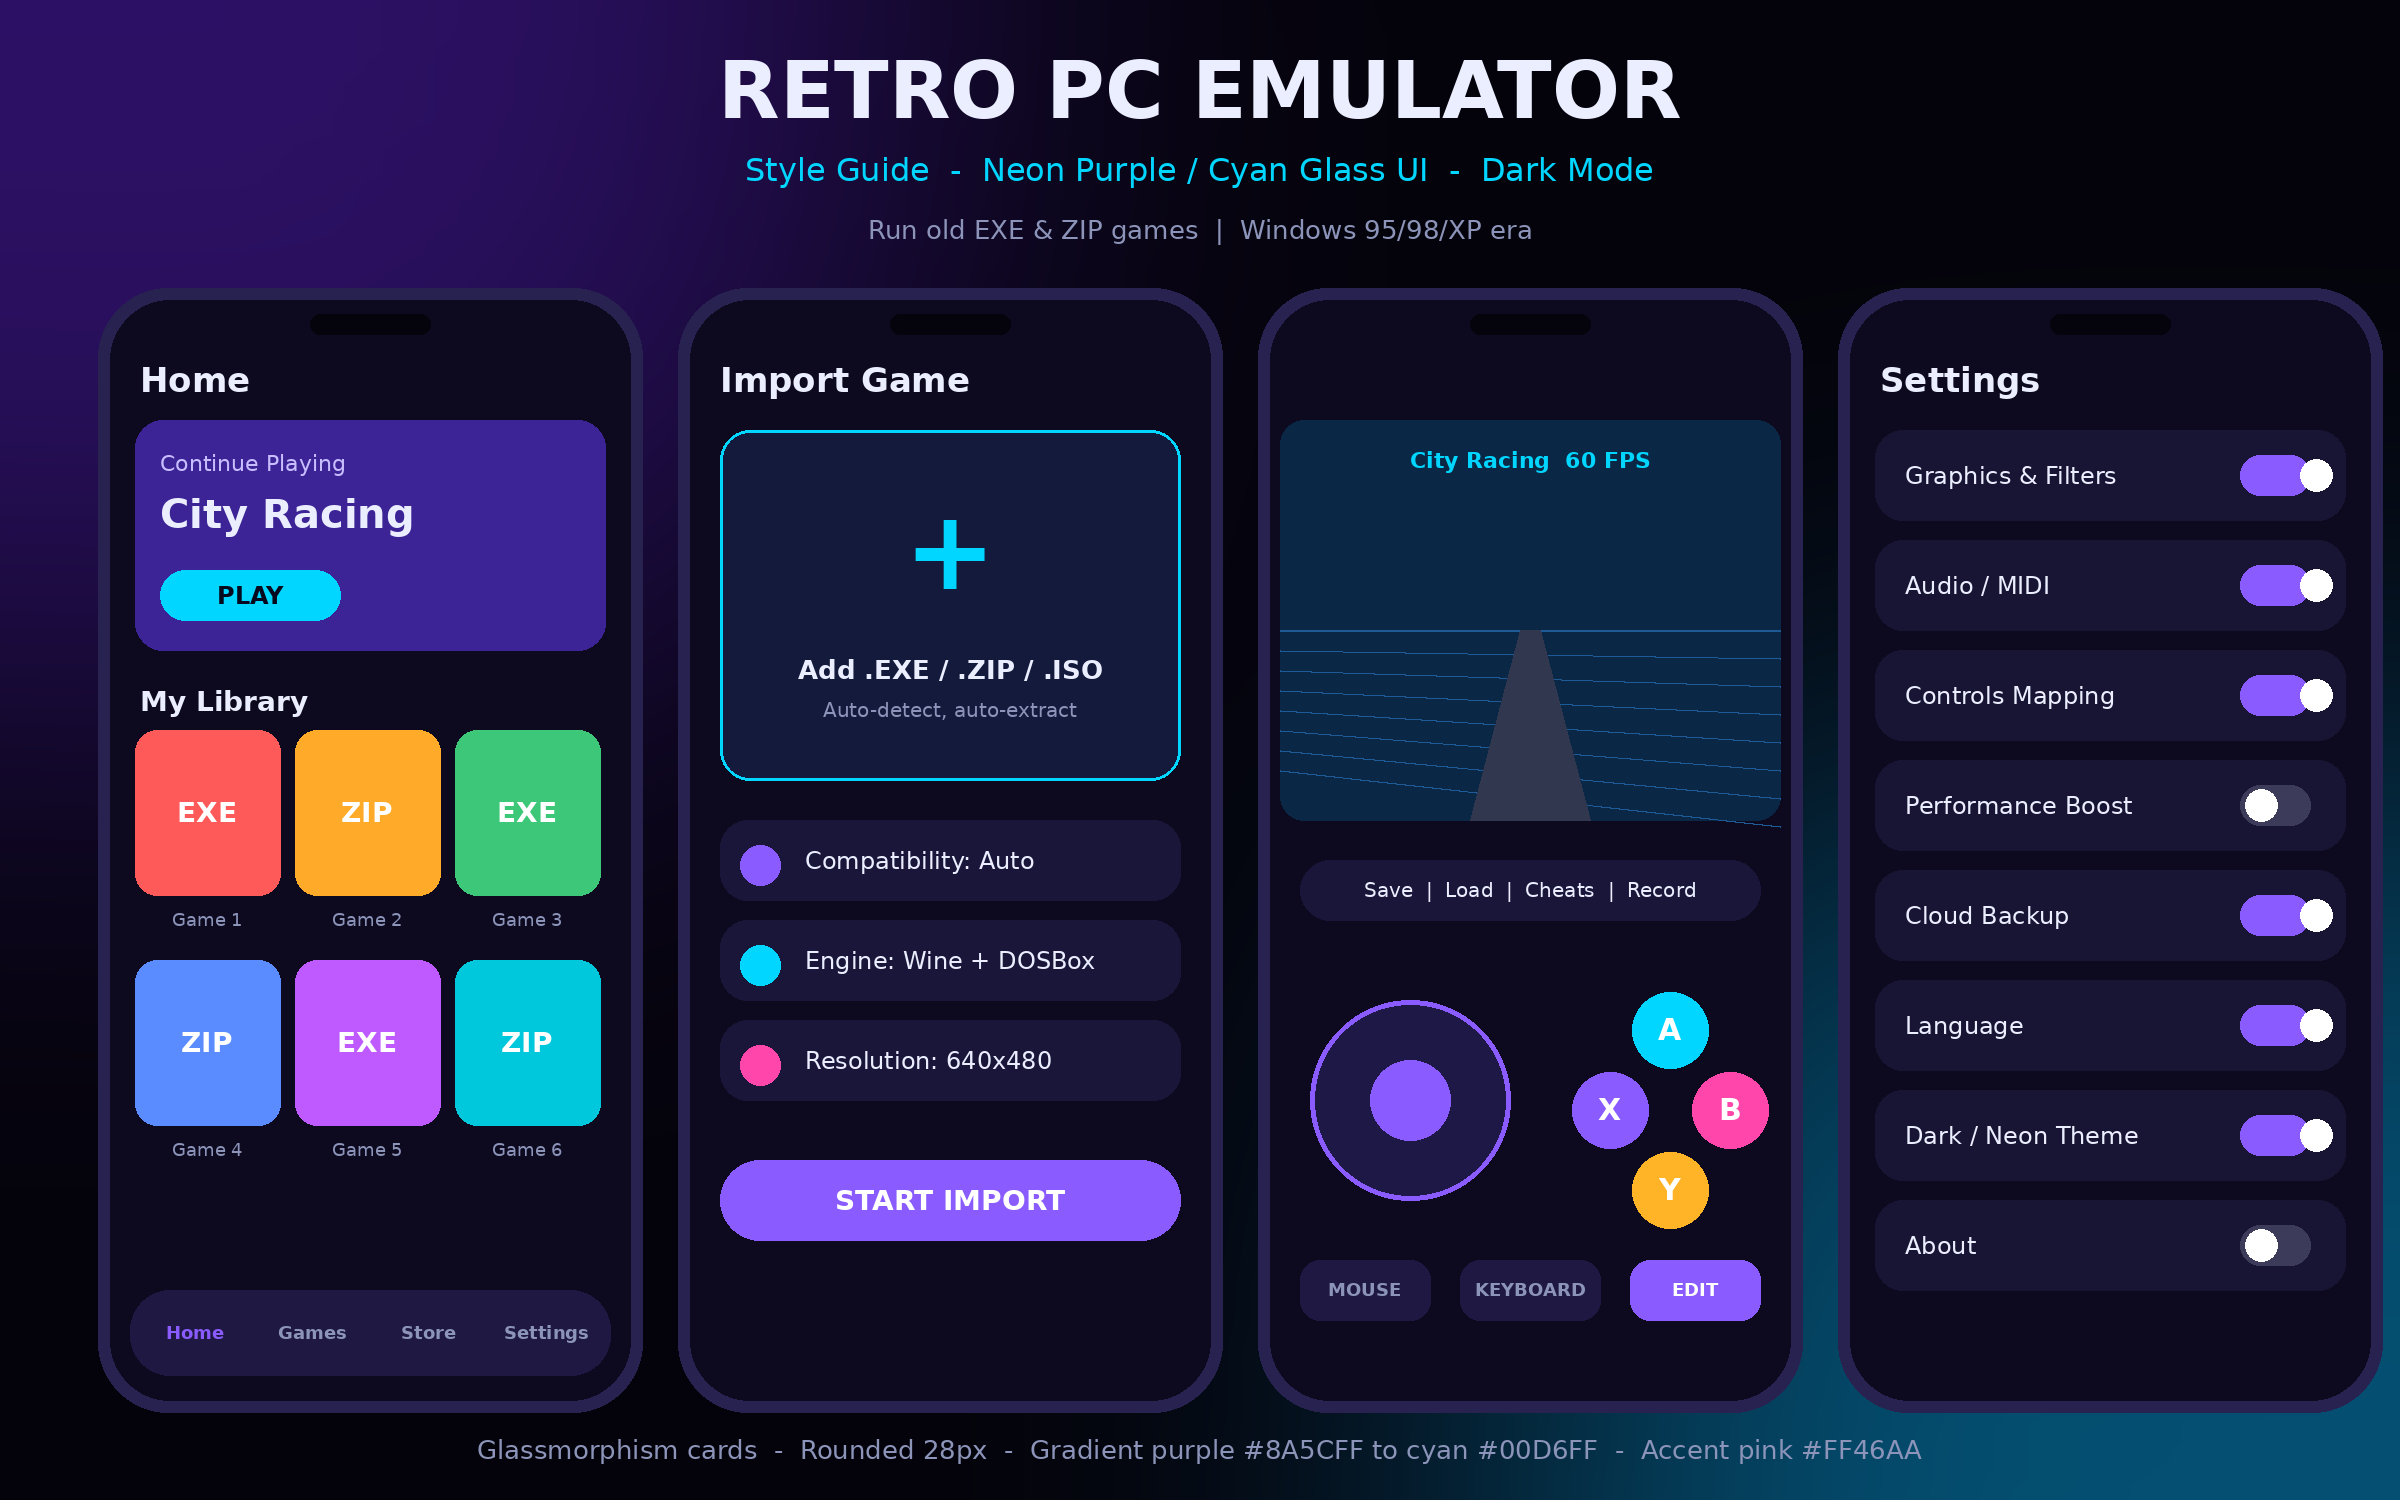 RETRO PC EMULATOR
Style Guide - Neon Purple / Cyan Glass UI - Dark Mode
Run old EXE & ZIP games | Windows 95/98/XP era
Home
Continue Playing
City Racing
PLAY
My Library
EXE
ZIP
EXE
Game 1
Game 2
Game 3
ZIP
EXE
ZIP
Game 4
Game 5
Game 6
Home
Games
Store
Settings
Import Game
+
Add .EXE / .ZIP / .ISO
Auto-detect, auto-extract
Compatibility: Auto
Engine: Wine + DOSBox
Resolution: 640x480
START IMPORT
City Racing 60 FPS
Save | Load | Cheats | Record
A
X
B
Y
MOUSE
KEYBOARD
EDIT
Settings
Graphics & Filters
Audio / MIDI
Controls Mapping
Performance Boost
Cloud Backup
Language
Dark / Neon Theme
About
Glassmorphism cards - Rounded 28px - Gradient purple #8A5CFF to cyan #00D6FF - Accent pink #FF46AA